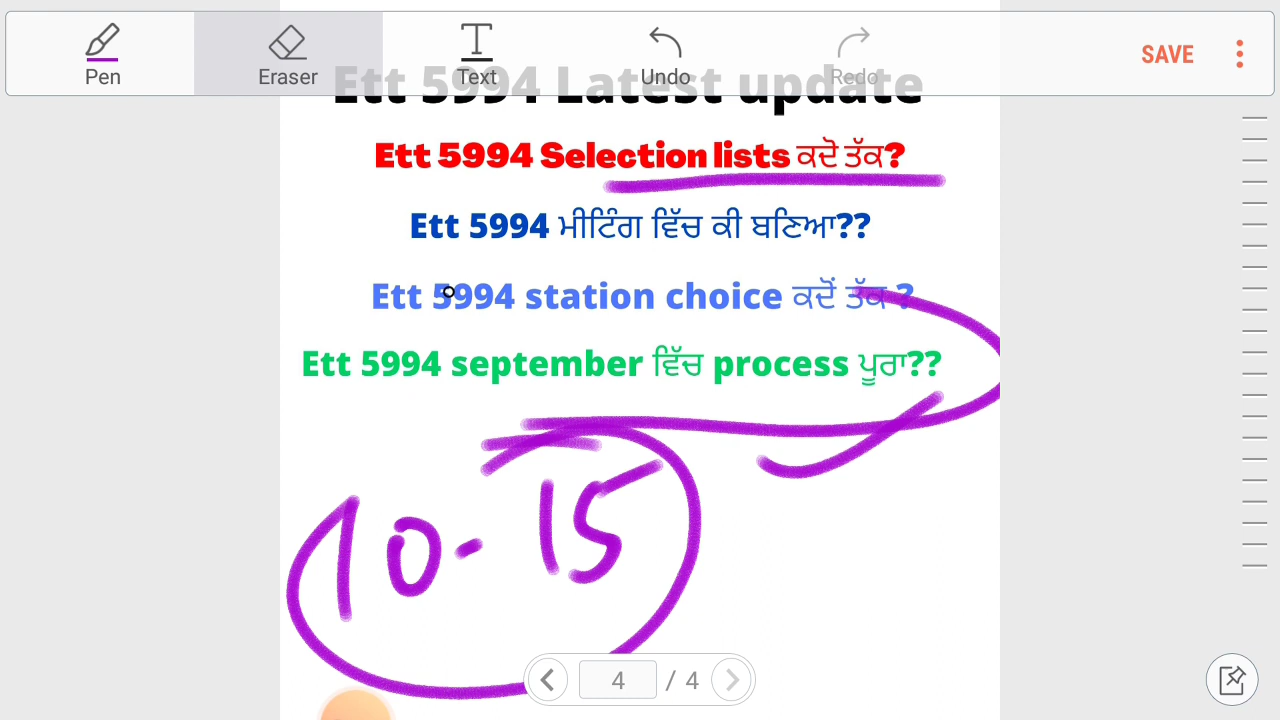 Pen Eraser Text Undo Redo SAVE
Ett 5994 Latest update
Ett 5994 Selection lists ਕਦੋ ਤੱਕ?
Ett 5994 ਮੀਟਿੰਗ ਵਿੱਚ ਕੀ ਬਣਿਆ??
Ett 5994 station choice ਕਦੋਂ ਤੱਕ ?
Ett 5994 september ਵਿੱਚ process ਪੂਰਾ??
10-15
4 / 4